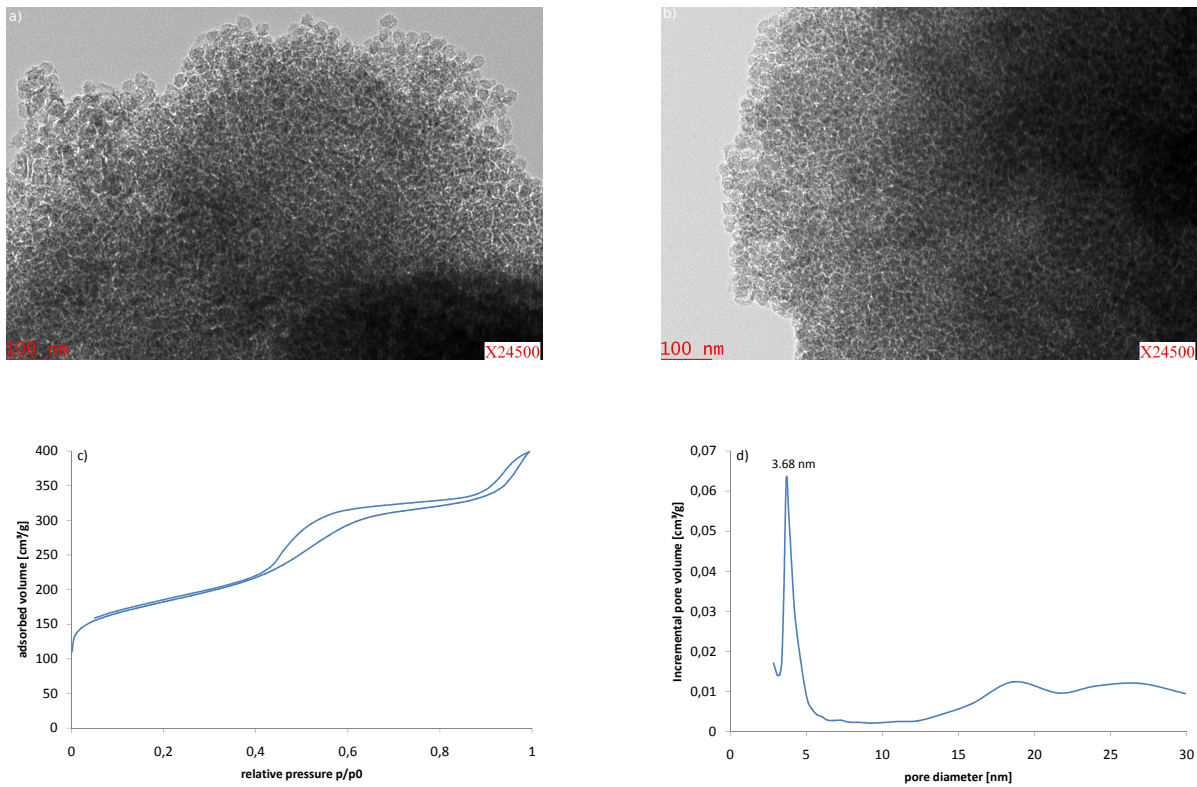 a)
100 nm
X24500
b)
100 nm
X24500
c)
400
350
300
250
200
150
100
50
0
0 0,2 0,4 0,6 0,8 1
adsorbed volume [cm³/g]
relative pressure p/p0
d)
3.68 nm
0,07
0,06
0,05
0,04
0,03
0,02
0,01
0
0 5 10 15 20 25 30
Incremental pore volume [cm³/g]
pore diameter [nm]